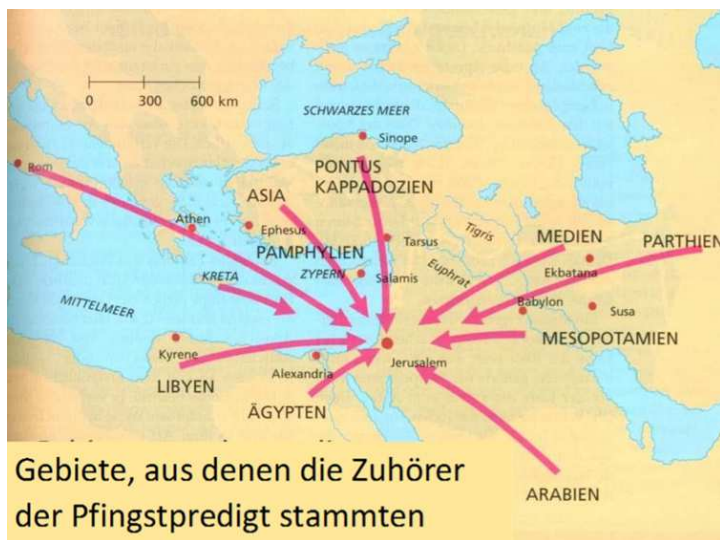 0 300 600 km
SCHWARZES MEER
Sinope
PONTUS
KAPPADOZIEN
Rom
ASIA
Athen
Ephesus
PAMPHYLIEN
Tarsus
Tigris
MEDIEN
PARTHIEN
Ekbatana
KRETA
ZYPERN
Salamis
Euphrat
MITTELMEER
Babylon
Susa
MESOPOTAMIEN
Kyrene
Alexandria
Jerusalem
LIBYEN
ÄGYPTEN
ARABIEN
Gebiete, aus denen die Zuhörer
der Pfingstpredigt stammten